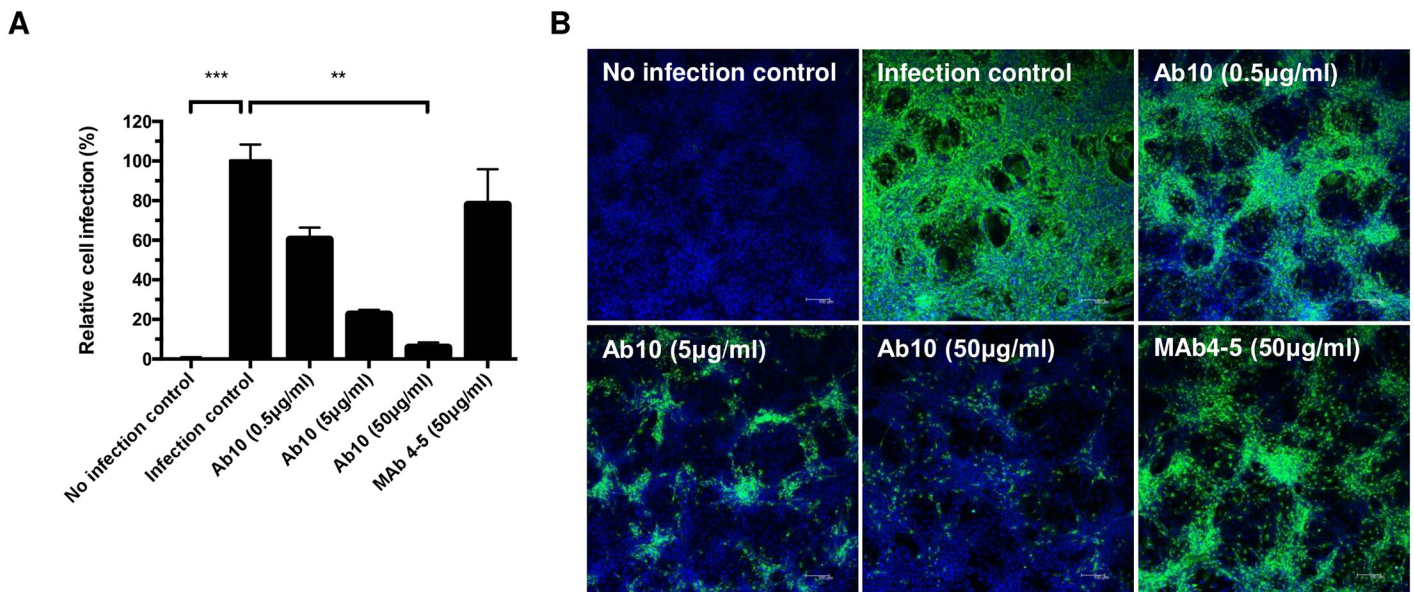 A
B
***
**
Relative cell infection (%)
120
100
80
60
40
20
0
No infection control
Infection control
Ab10 (0.5μg/ml)
Ab10 (5μg/ml)
Ab10 (50μg/ml)
MAb 4-5 (50μg/ml)
No infection control
Infection control
Ab10 (0.5μg/ml)
Ab10 (5μg/ml)
Ab10 (50μg/ml)
MAb4-5 (50μg/ml)